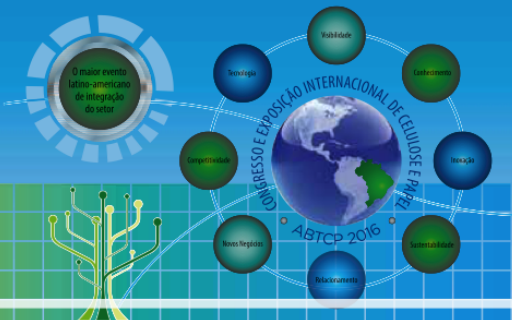 O maior evento
latino-americano
de integração
do setor
Visibilidade
Tecnologia
Conhecimento
CONGRESSO E EXPOSIÇÃO INTERNACIONAL DE CELULOSE E PAPEL
Competitividade
Inovação
ABTCP 2016
Novos Negócios
Sustentabilidade
Relacionamento